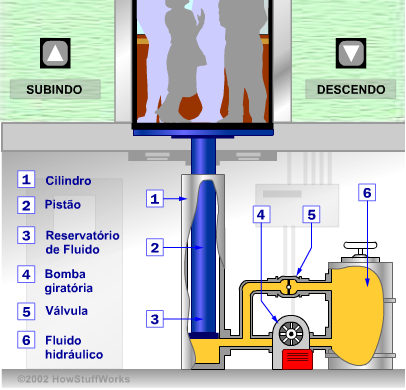 SUBINDO
DESCENDO
1 Cilindro
2 Pistão
3 Reservatório
de Fluido
4 Bomba
giratória
5 Válvula
6 Fluido
hidráulico
1
2
3
4
5
6
©2002 HowStuffWorks